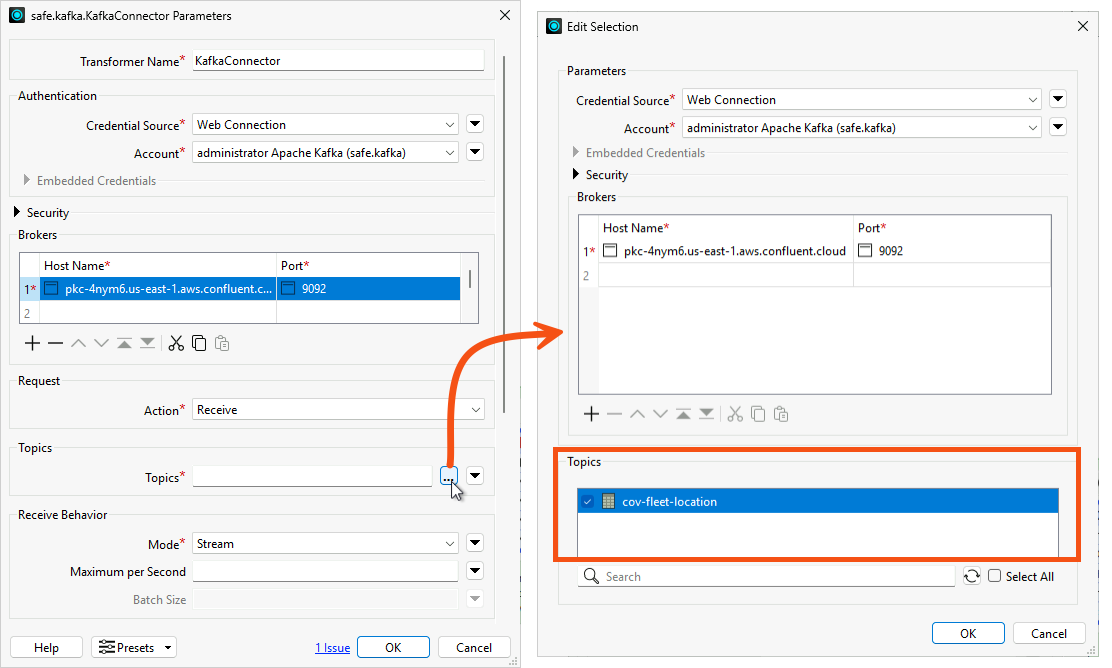 safe.kafka.KafkaConnector Parameters
Transformer Name* KafkaConnector
Authentication
Credential Source* Web Connection
Account* administrator Apache Kafka (safe.kafka)
Embedded Credentials
Security
Brokers
Host Name* Port*
1* pkc-4nym6.us-east-1.aws.confluent.c... 9092
2
Request
Action* Receive
Topics
Topics* ...
Receive Behavior
Mode* Stream
Maximum per Second
Batch Size
Help Presets 1 Issue OK Cancel
Edit Selection
Parameters
Credential Source* Web Connection
Account* administrator Apache Kafka (safe.kafka)
Embedded Credentials
Security
Brokers
Host Name* Port*
1* pkc-4nym6.us-east-1.aws.confluent.cloud 9092
2
Topics
cov-fleet-location
Search Select All
OK Cancel